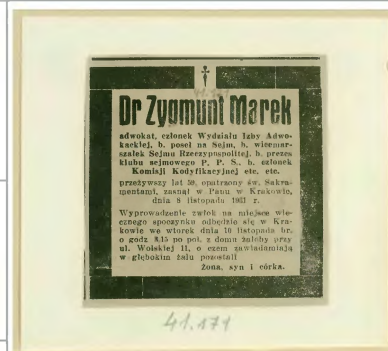 Dr Zygmunt Marek
adwokat, członek Wydziału Izby Adwo-
kackiej, b. poseł na Sejm, b. wicemar-
szałek Sejmu Rzeczypospolitej, b. prezes
klubu sejmowego P. P. S., b. członek
Komisji Kodyfikacyjnej etc. etc.
przeżywszy lat 59, opatrzony św. Sakra-
mentami, zasnął w Panu w Krakowie,
dnia 8 listopada 1931 r.
Wyprowadzenie zwłok na miejsce wie-
cznego spoczynku odbędzie się w Kra-
kowie we wtorek dnia 10 listopada br.
o godz 3.15 po poł. z domu żałoby przy
ul. Wolskiej 11, o czem zawiadamiają
w głębokim żalu pozostali
Żona, syn i córka.
41.171